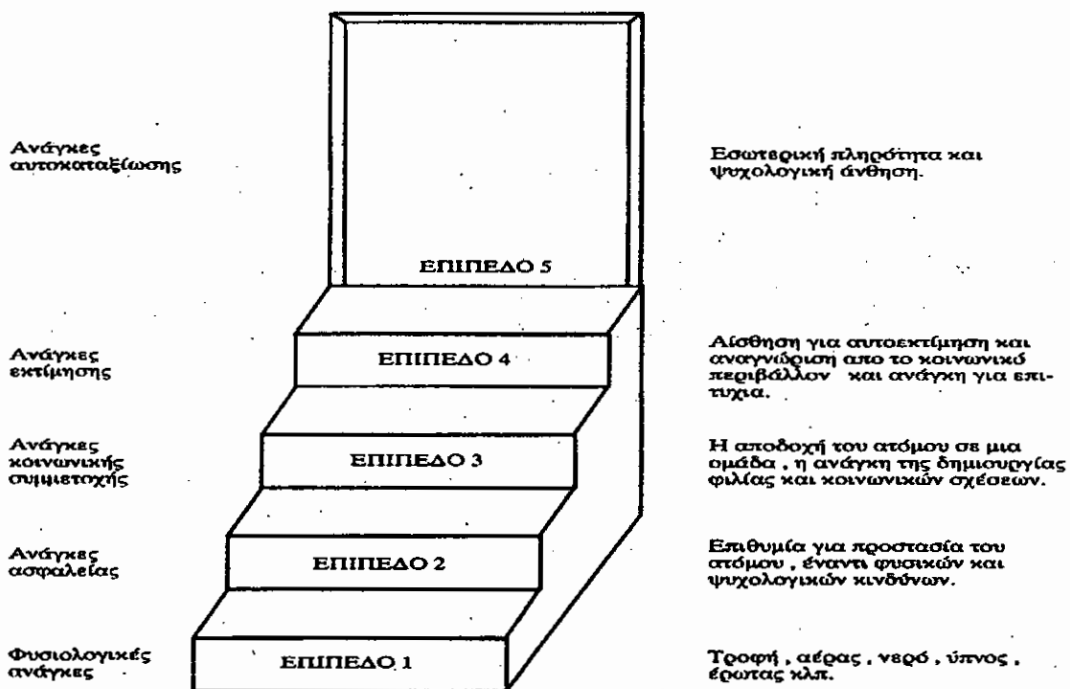 Ανάγκες
αυτοκαταξίωσης
Εσωτερική πληρότητα και
ψυχολογική άνθηση.
ΕΠΙΠΕΔΟ 5
Ανάγκες
εκτίμησης
ΕΠΙΠΕΔΟ 4
Αίσθηση για αυτοεκτίμηση και
αναγνώριση απο το κοινωνικό
περιβάλλον και ανάγκη για επι-
τυχια.
Ανάγκες
κοινωνικής
συμμετοχής
ΕΠΙΠΕΔΟ 3
Η αποδοχή του ατόμου σε μια
ομάδα , η ανάγκη της δημιουργίας
φιλίας και κοινωνικών σχέσεων.
Ανάγκες
ασφαλείας
ΕΠΙΠΕΔΟ 2
Επιθυμία για προστασία του
ατόμου , έναντι φυσικών και
ψυχολογικών κινδύνων.
Φυσιολογικές
ανάγκες
ΕΠΙΠΕΔΟ 1
Τροφή , αέρας , νερό , ύπνος ,
έρωτας κλπ.